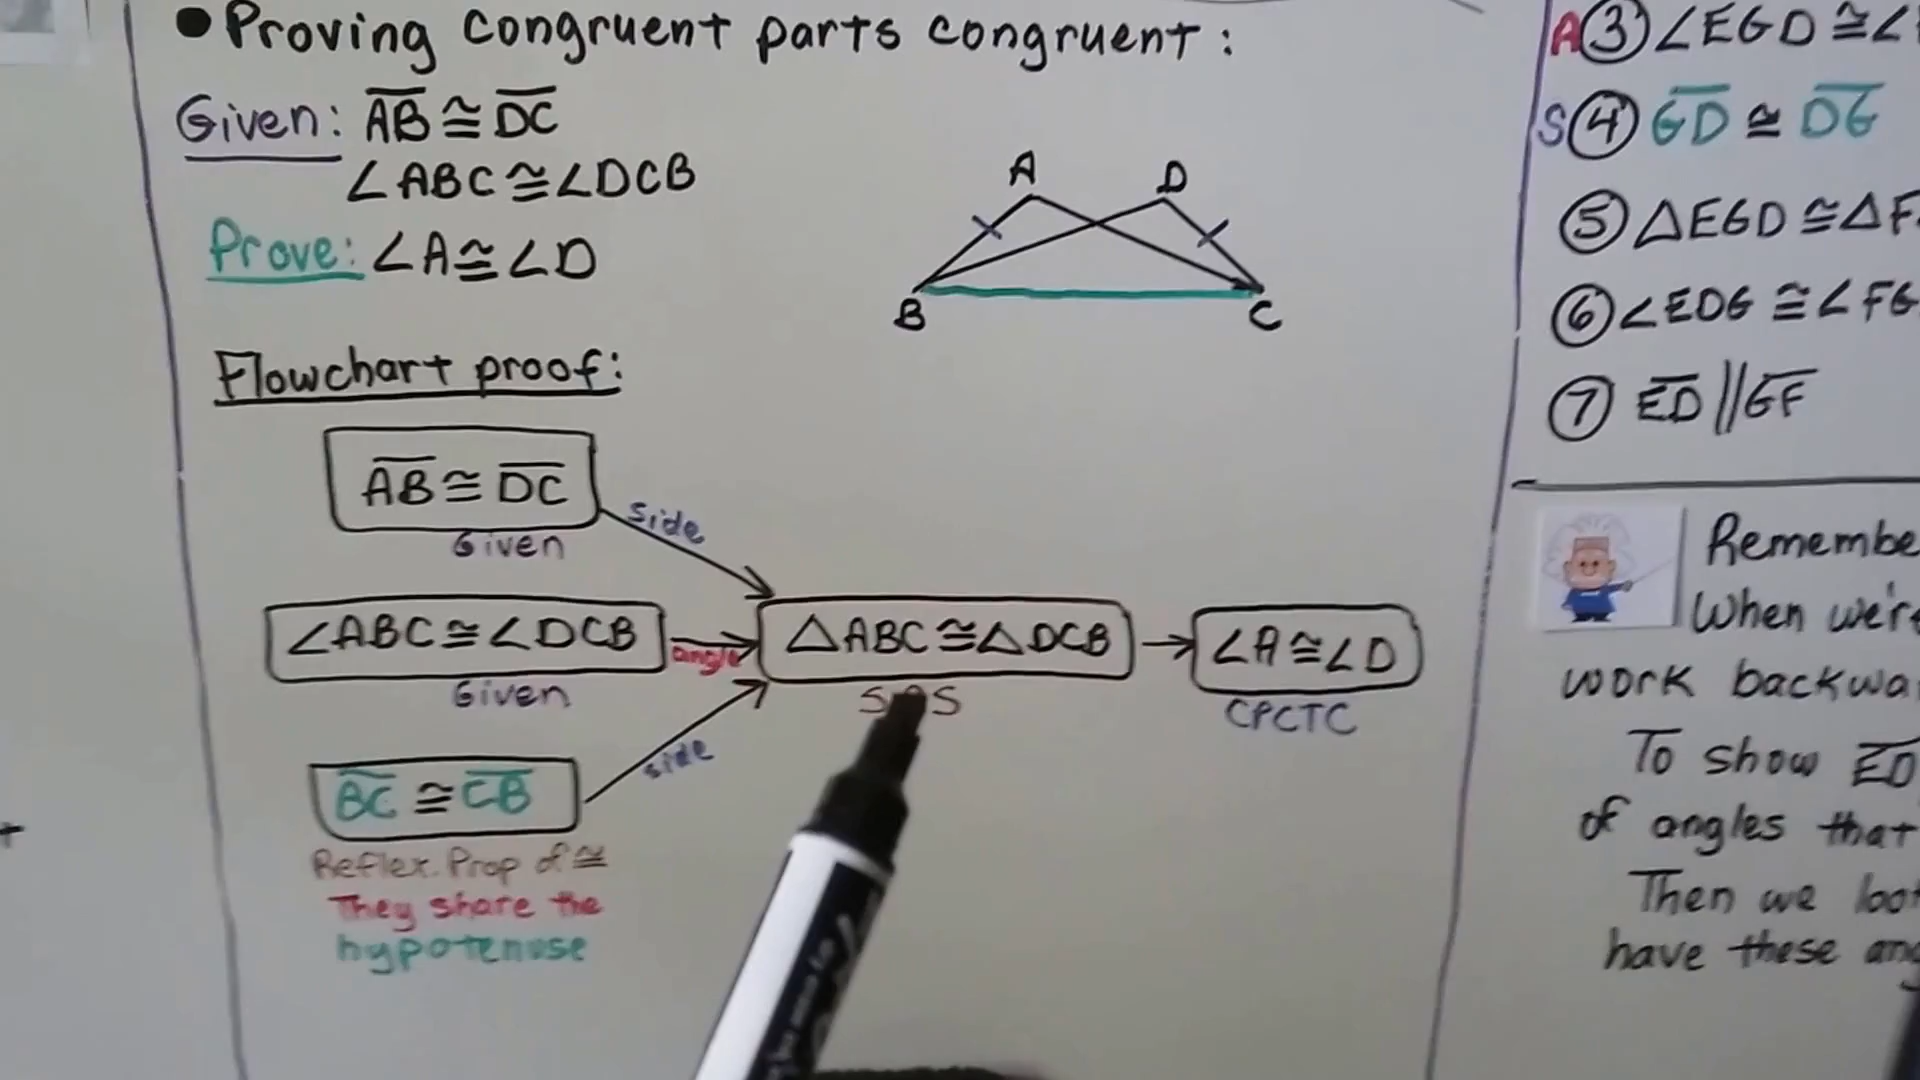 • Proving congruent parts congruent:
Given: AB ≅ DC
∠ABC ≅ ∠DCB
Prove: ∠A ≅ ∠D
A D
B C
Flowchart proof:
AB ≅ DC
Given
side
∠ABC ≅ ∠DCB
Given
angle
△ABC ≅ △DCB
SAS
∠A ≅ ∠D
CPCTC
BC ≅ CB
side
Reflex. Prop of ≅
They share the
hypotenuse
A ③ ∠EGD ≅ ∠
S ④ GD ≅ DG
⑤ △EGD ≅ △F
⑥ ∠EDG ≅ ∠FG
⑦ ED || GF
Remembe
When we're
work backwa
To show ED
of angles that
Then we loo
have these ang